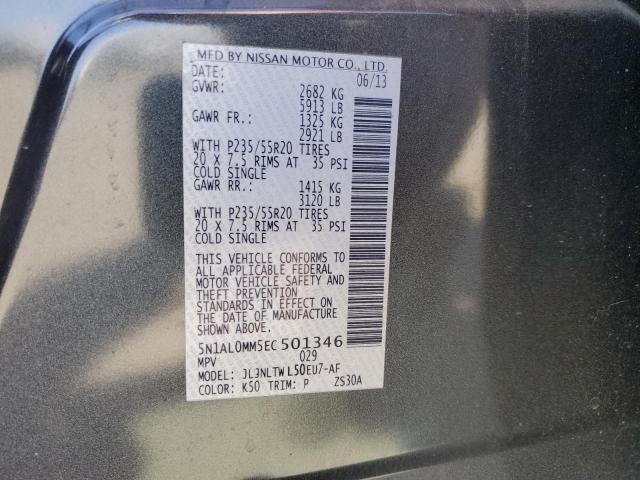 MFD BY NISSAN MOTOR CO., LTD.
DATE: 06/13
GVWR: 2682 KG
5913 LB
GAWR FR.: 1325 KG
2921 LB
WITH P235/55R20 TIRES
20 X 7.5 RIMS AT 35 PSI
COLD SINGLE
GAWR RR.: 1415 KG
3120 LB
WITH P235/55R20 TIRES
20 X 7.5 RIMS AT 35 PSI
COLD SINGLE
THIS VEHICLE CONFORMS TO
ALL APPLICABLE FEDERAL
MOTOR VEHICLE SAFETY AND
THEFT PREVENTION
STANDARDS IN EFFECT ON
THE DATE OF MANUFACTURE
SHOWN ABOVE.
5N1AL0MM5EC501346
MPV 029
MODEL: JL3NLTWL50EU7-AF
COLOR: K50 TRIM: P ZS30A